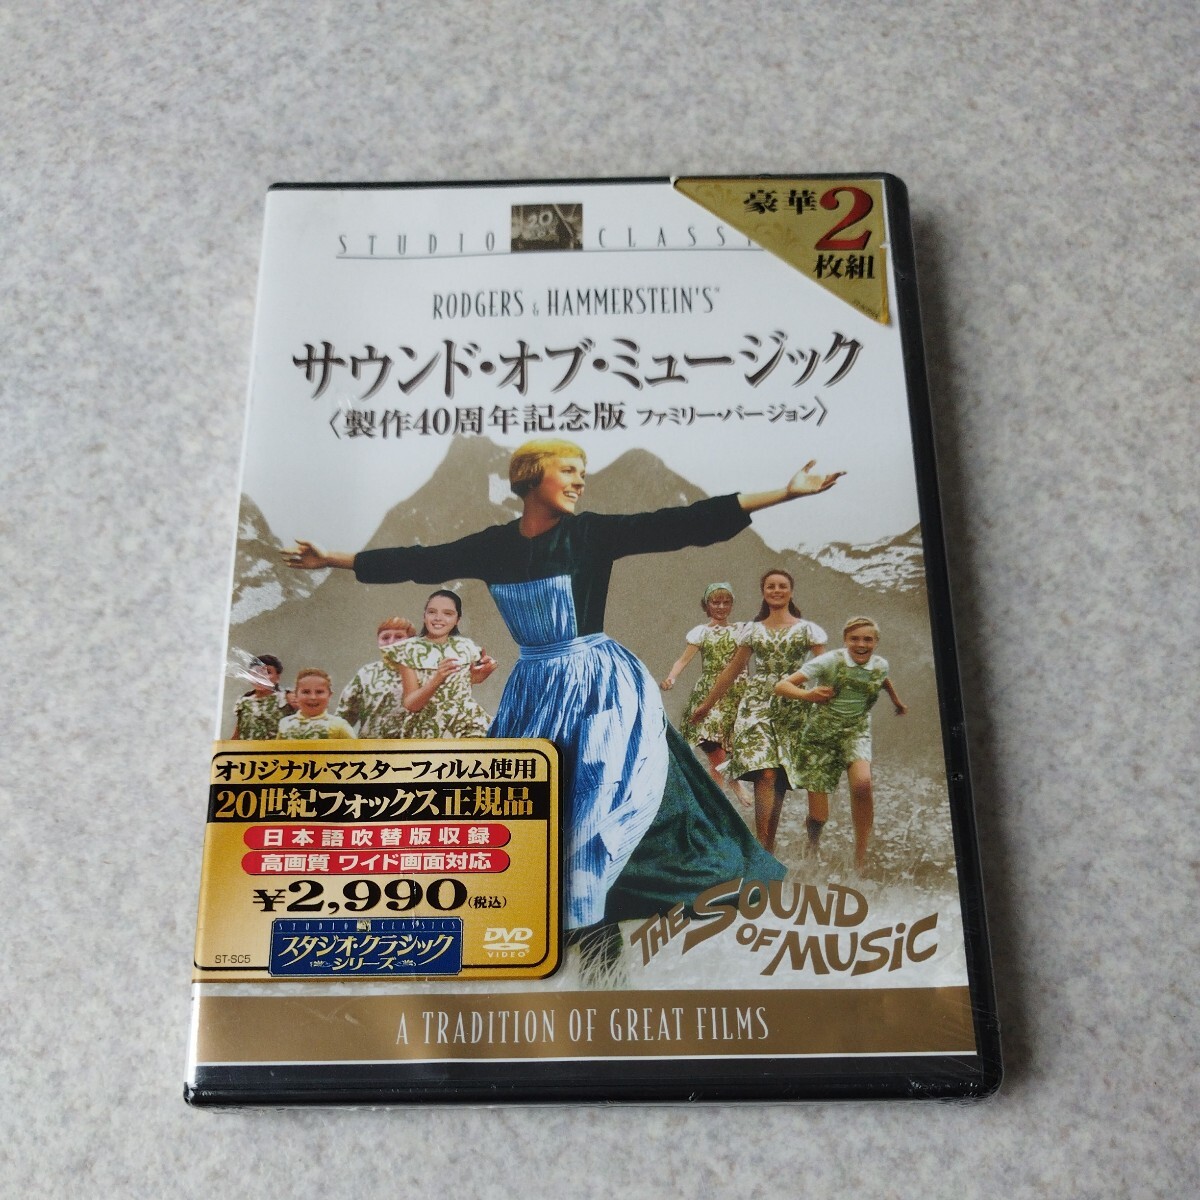 STUDIO CLASSI
20
豪華2
枚組
RODGERS & HAMMERSTEIN'S™
サウンド・オブ・ミュージック
〈製作40周年記念版 ファミリー・バージョン〉
オリジナル・マスターフィルム使用
20世紀フォックス正規品
日本語吹替版収録
高画質 ワイド画面対応
¥2,990(税込)
STUDIO CLASSICS
スタジオ・クラシック
シリーズ
DVD
VIDEO
ST-SC5
THE SOUND
OF MUSIC
A TRADITION OF GREAT FILMS